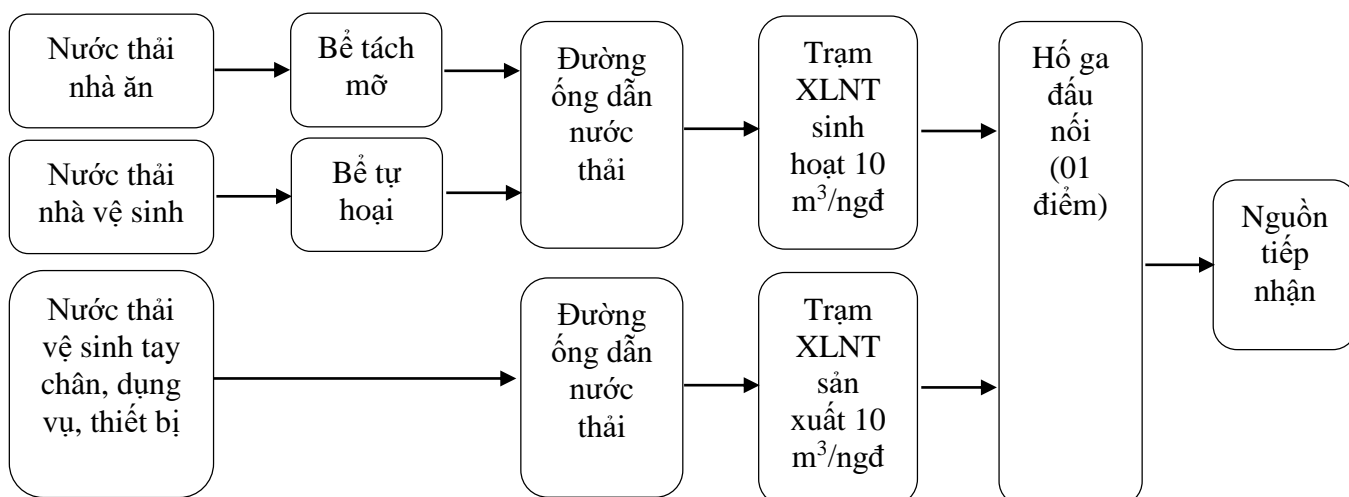 Nước thải
nhà ăn
Bể tách
mỡ
Đường
ống dẫn
nước
thải
Trạm
XLNT
sinh
hoạt 10
m³/ngđ
Hố ga
đấu
nối
(01
điểm)
Nước thải
nhà vệ sinh
Bể tự
hoại
Nguồn
tiếp
nhận
Nước thải
vệ sinh tay
chân, dụng
vụ, thiết bị
Đường
ống dẫn
nước
thải
Trạm
XLNT
sản
xuất 10
m³/ngđ